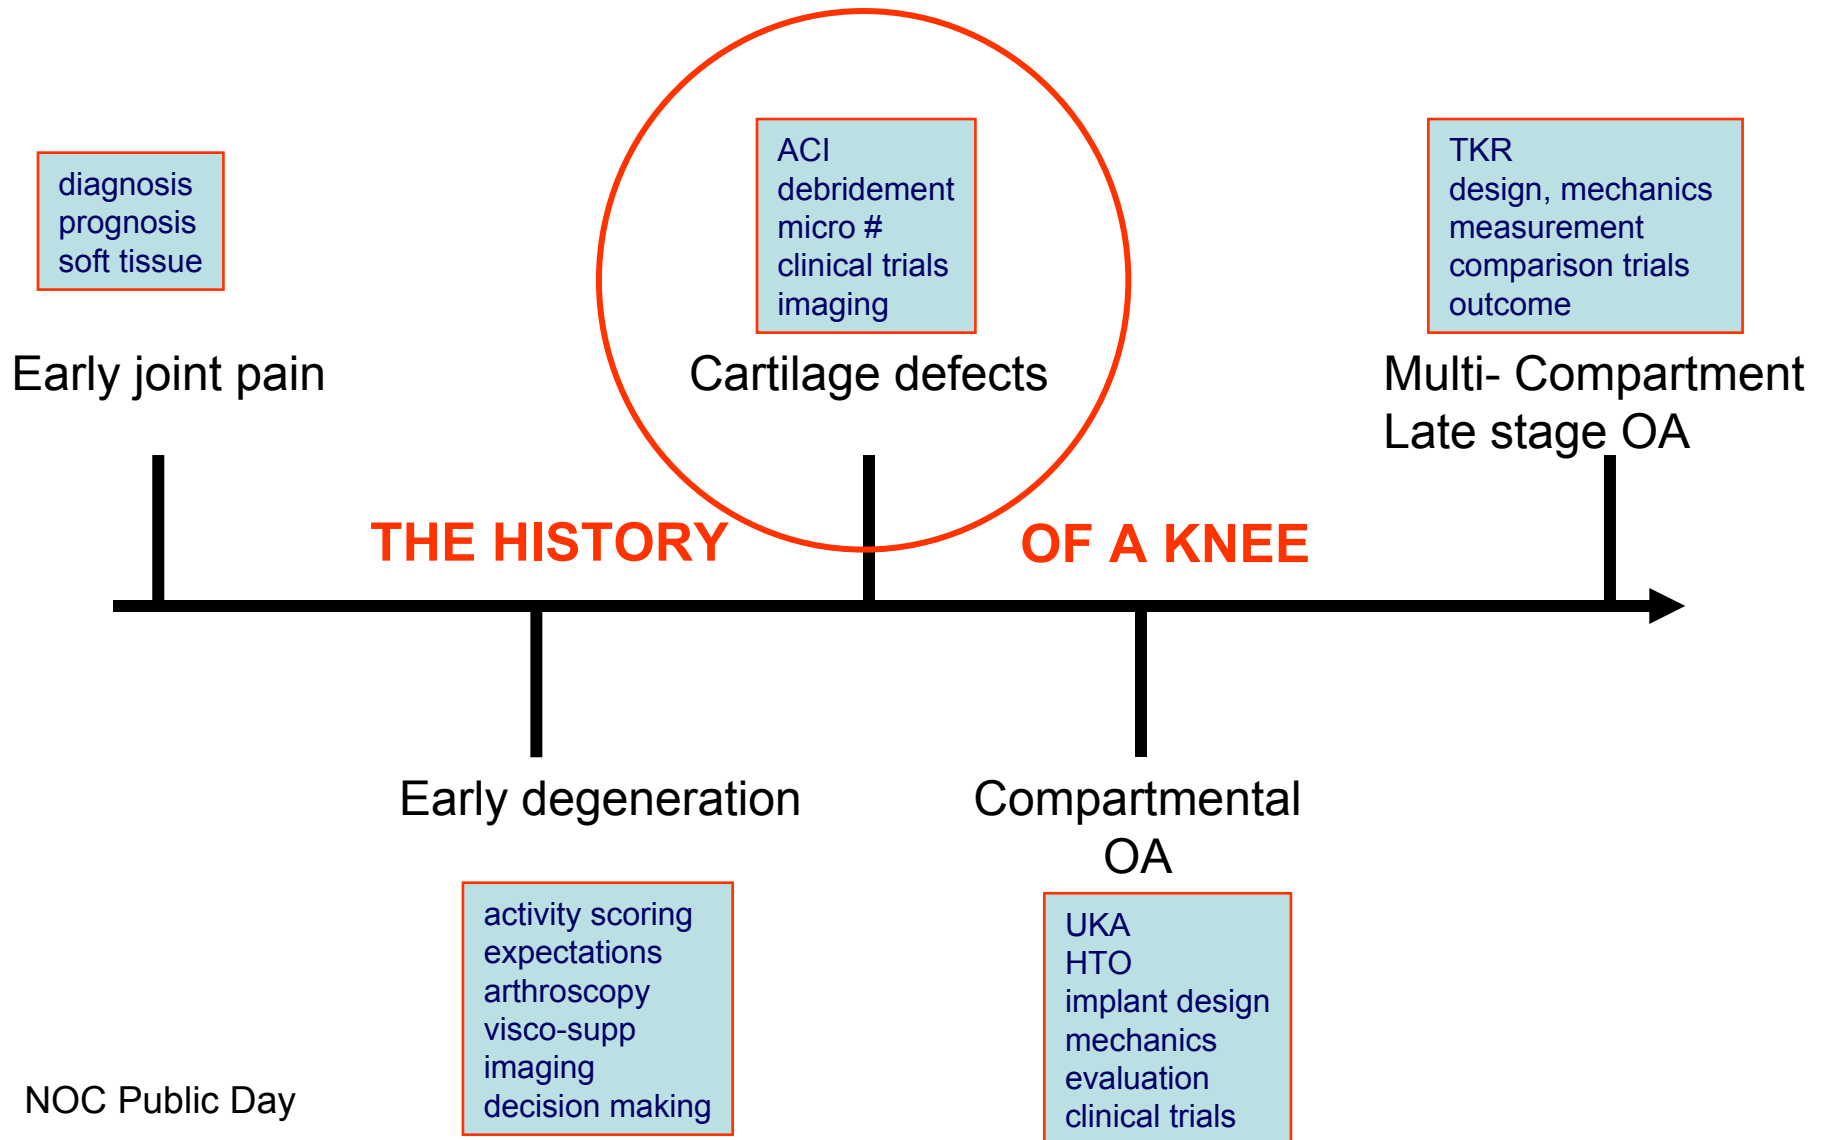 diagnosis
prognosis
soft tissue
Early joint pain
ACI
debridement
micro #
clinical trials
imaging
Cartilage defects
TKR
design, mechanics
measurement
comparison trials
outcome
Multi- Compartment
Late stage OA
THE HISTORY
OF A KNEE
Early degeneration
activity scoring
expectations
arthroscopy
visco-supp
imaging
decision making
Compartmental
OA
UKA
HTO
implant design
mechanics
evaluation
clinical trials
NOC Public Day